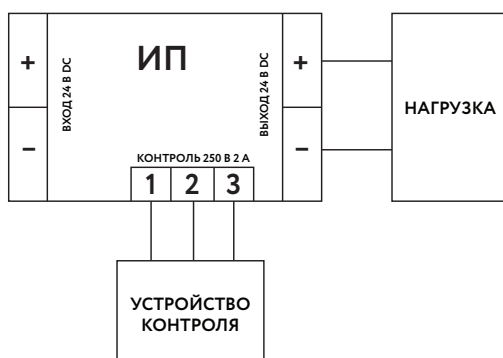 ИП
+
−
ВХОД 24 В DC
ВЫХОД 24 В DC
+
−
НАГРУЗКА
КОНТРОЛЬ 250 В 2 А
1 2 3
УСТРОЙСТВО
КОНТРОЛЯ